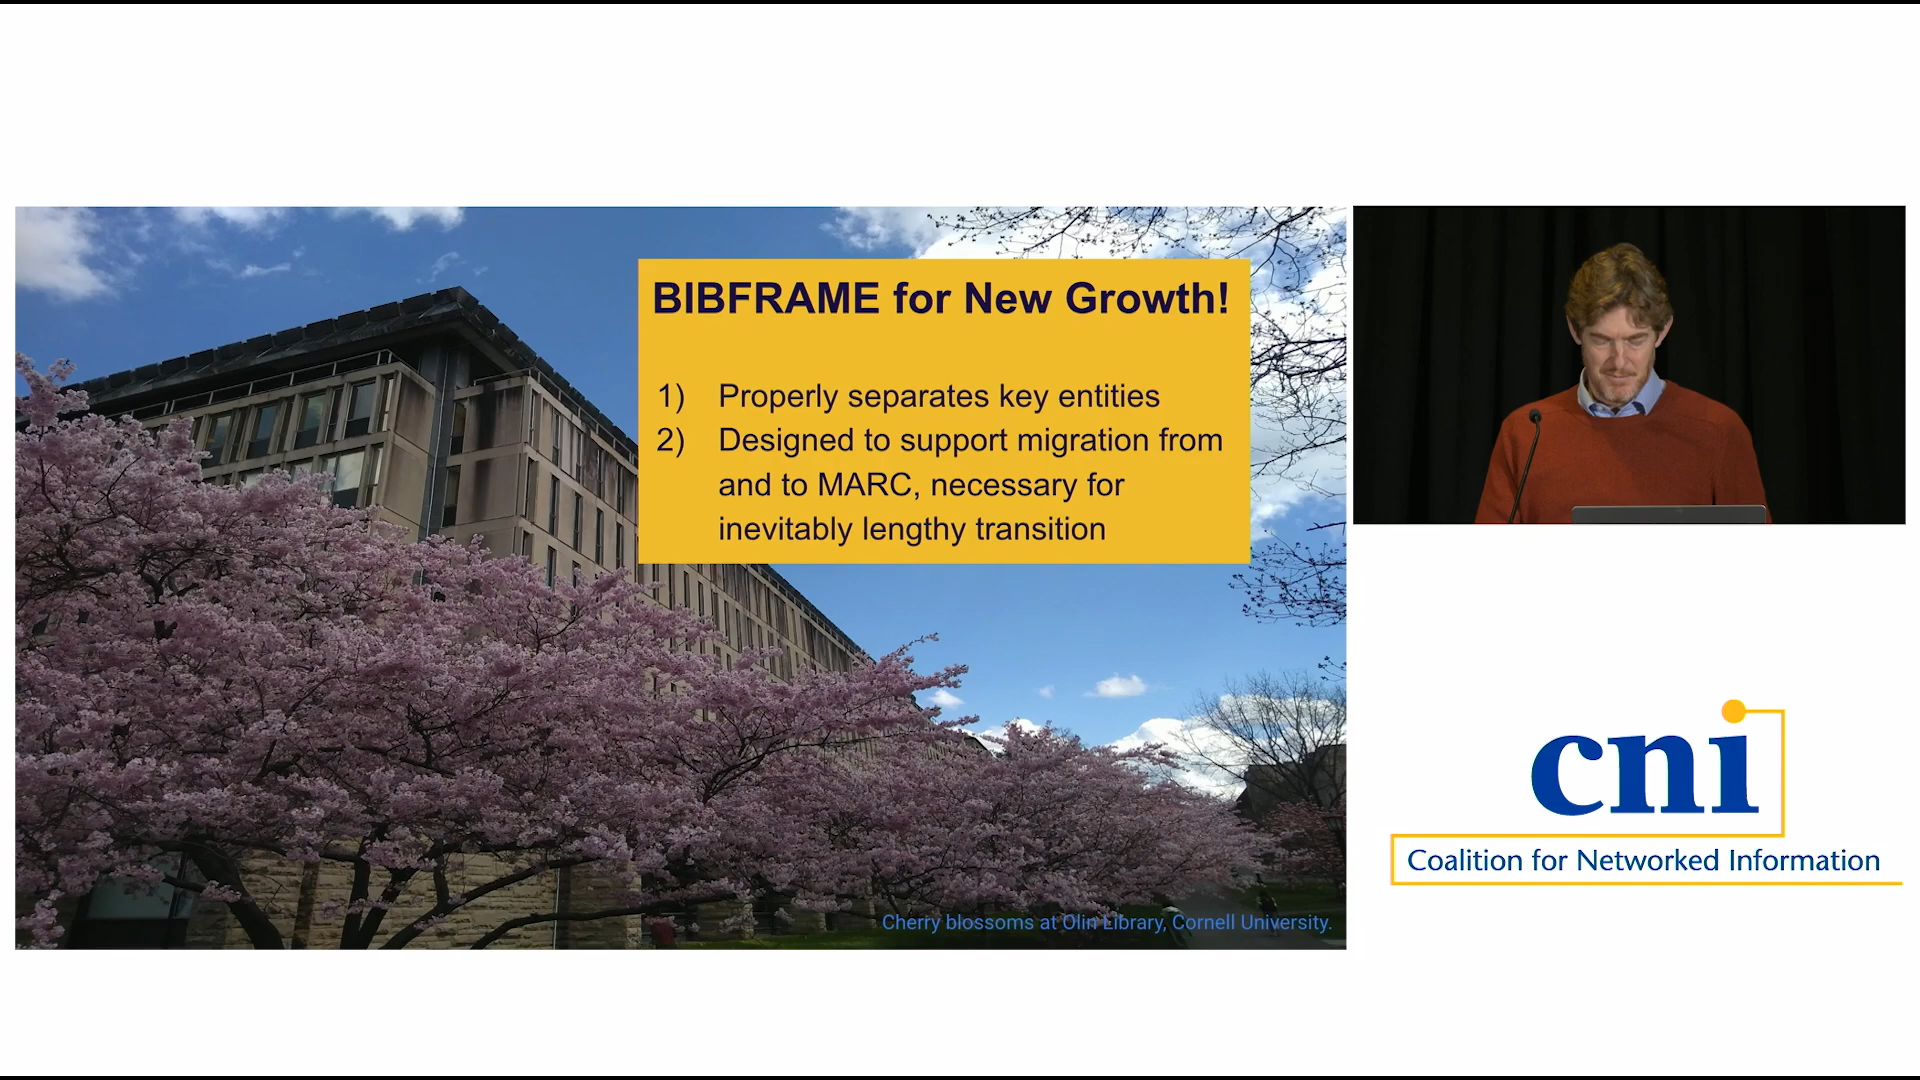 BIBFRAME for New Growth!
1) Properly separates key entities
2) Designed to support migration from
and to MARC, necessary for
inevitably lengthy transition
Cherry blossoms at Olin Library, Cornell University.
cni
Coalition for Networked Information